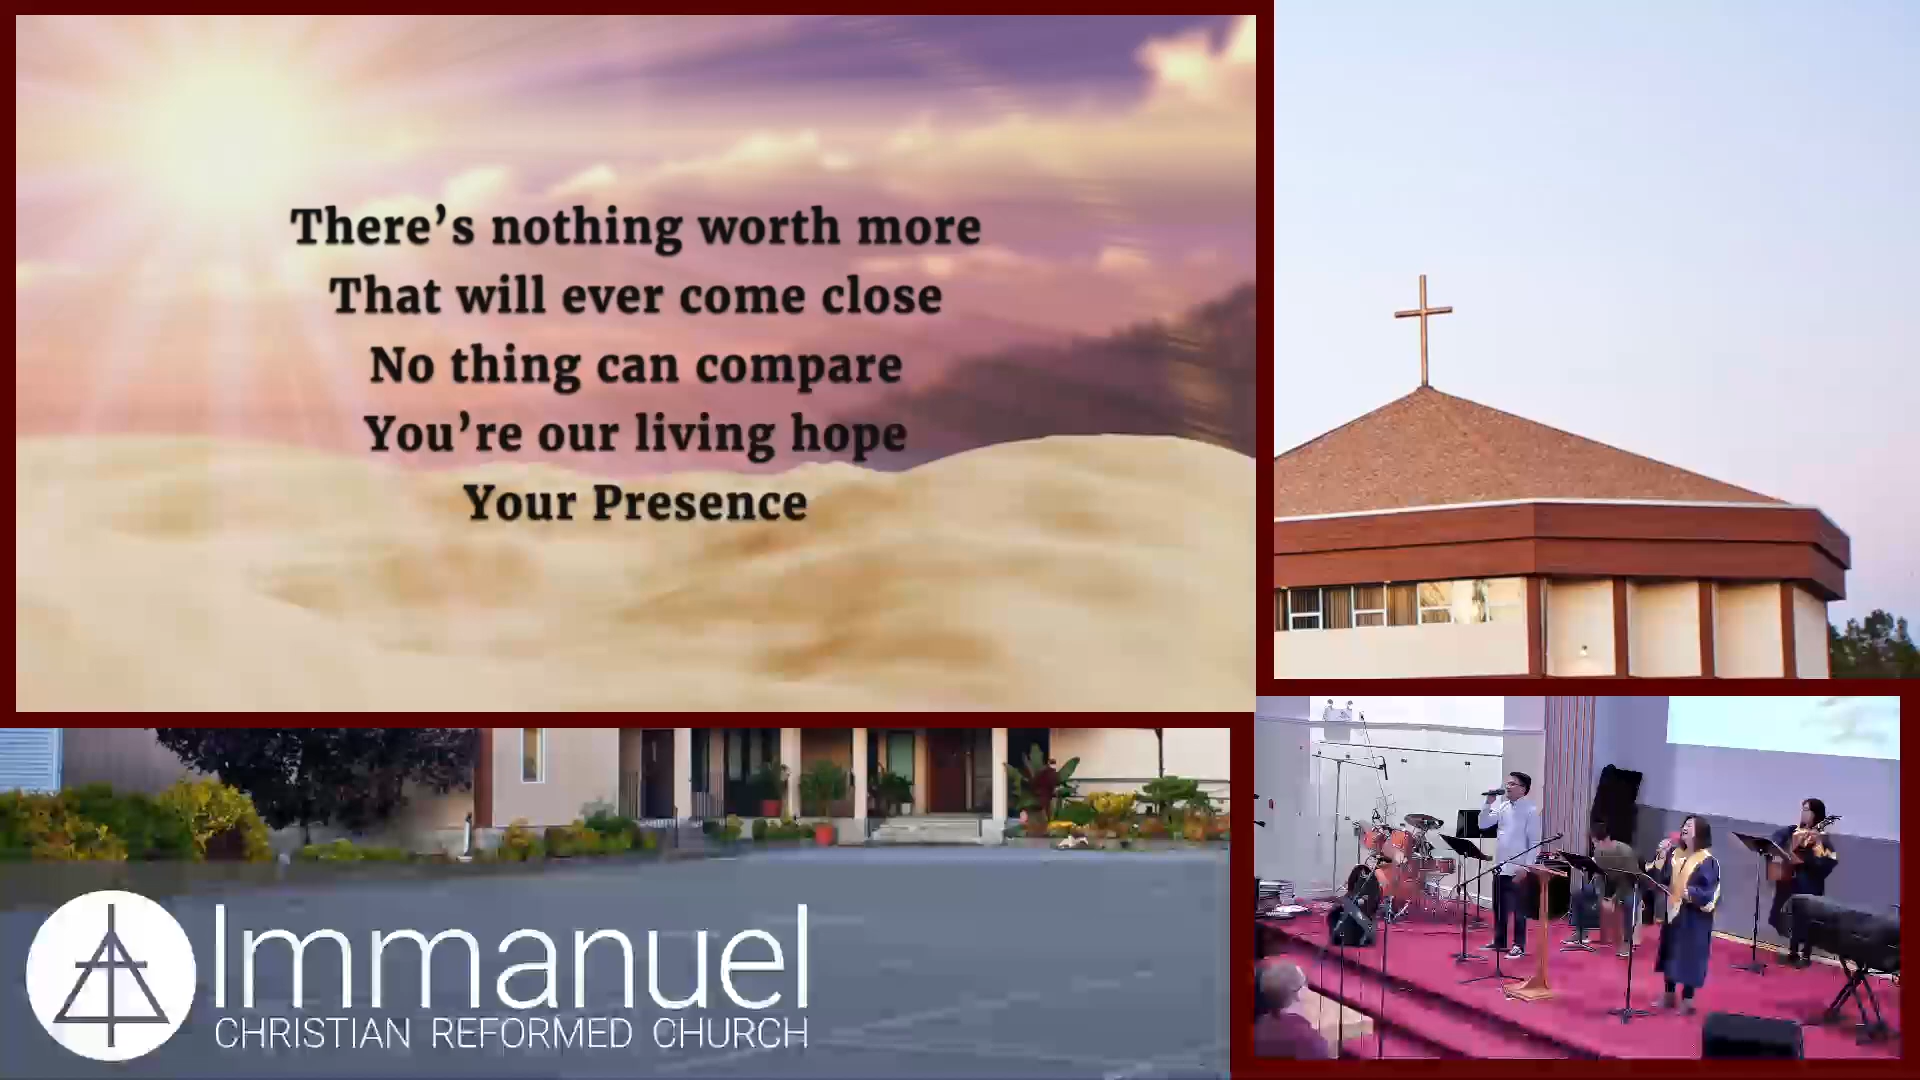 There’s nothing worth more
That will ever come close
No thing can compare
You’re our living hope
Your Presence
Immanuel
CHRISTIAN REFORMED CHURCH